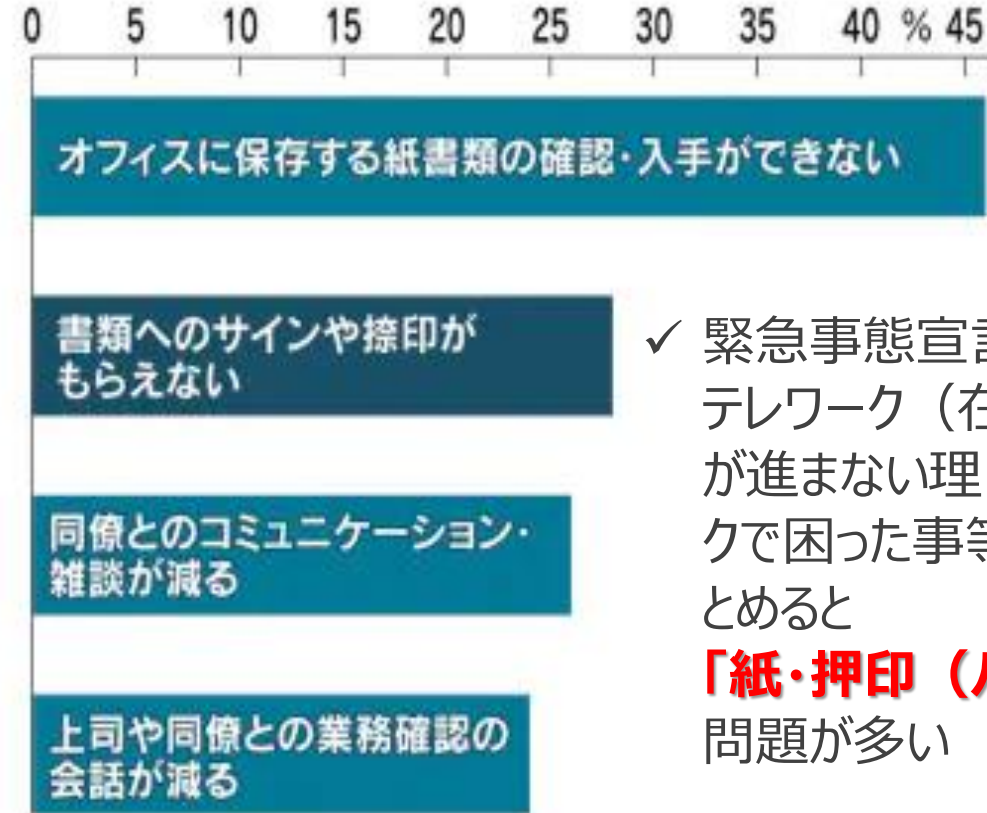 0 5 10 15 20 25 30 35 40 % 45
オフィスに保存する紙書類の確認・入手ができない
書類へのサインや捺印が
もらえない
同僚とのコミュニケーション・
雑談が減る
上司や同僚との業務確認の
会話が減る
✓ 緊急事態宣言
テレワーク（在
が進まない理
クで困った事等
とめると
「紙・押印（ハ
問題が多い